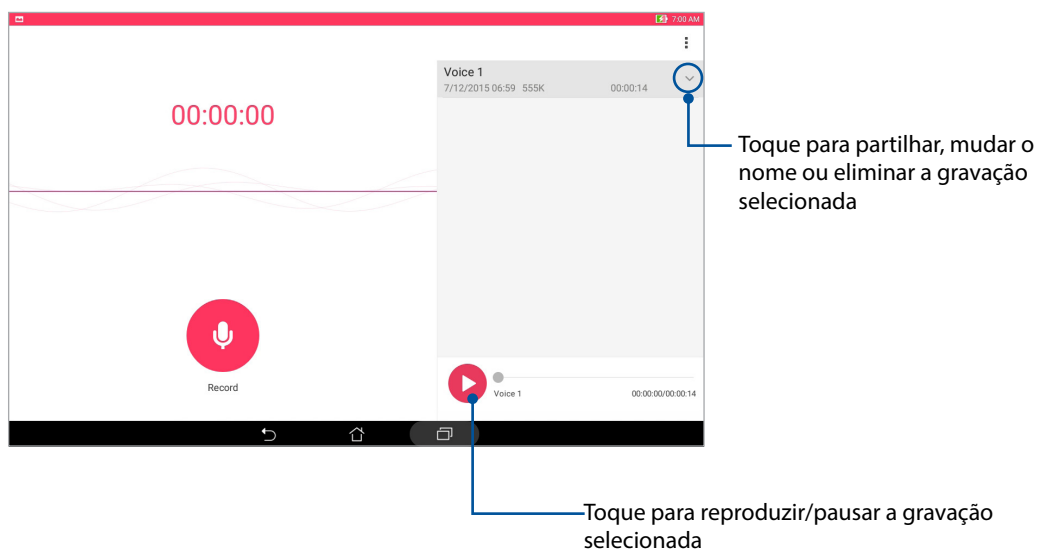 7:00 AM
Voice 1
7/12/2015 06:59 555K 00:00:14
00:00:00
Toque para partilhar, mudar o
nome ou eliminar a gravação
selecionada
Record
Voice 1 00:00:00/00:00:14
Toque para reproduzir/pausar a gravação
selecionada